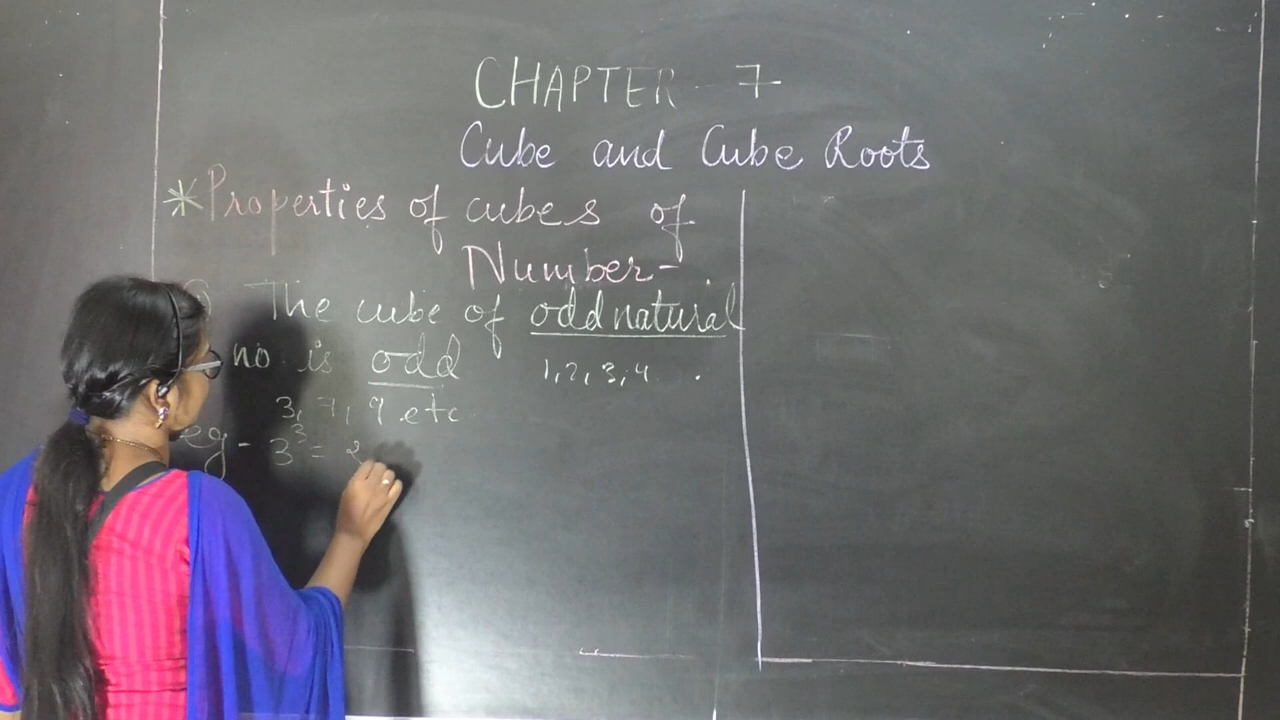 CHAPTER - 7
Cube and Cube Roots
* Properties of cubes of
Number-
The cube of odd natural
no is odd
1, 2, 3, 4 . .
3, 7, 9 etc
eg - 3³ = 2